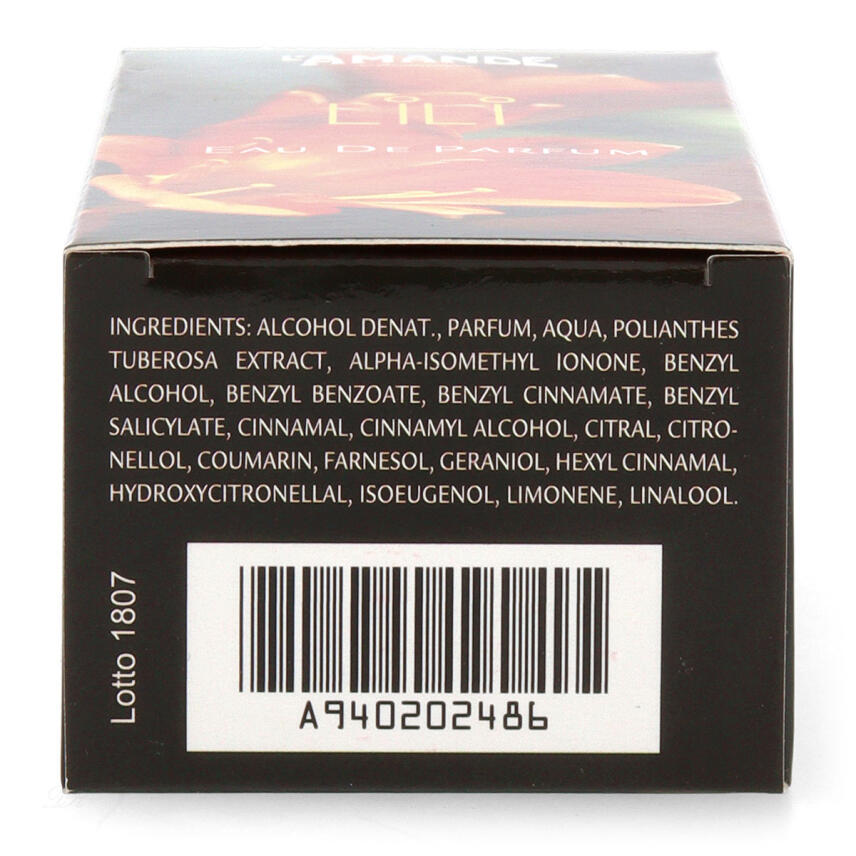 L'AMANDE
LILI
EAU DE PARFUM
INGREDIENTS: ALCOHOL DENAT., PARFUM, AQUA, POLIANTHES
TUBEROSA EXTRACT, ALPHA-ISOMETHYL IONONE, BENZYL
ALCOHOL, BENZYL BENZOATE, BENZYL CINNAMATE, BENZYL
SALICYLATE, CINNAMAL, CINNAMYL ALCOHOL, CITRAL, CITRO-
NELLOL, COUMARIN, FARNESOL, GERANIOL, HEXYL CINNAMAL,
HYDROXYCITRONELLAL, ISOEUGENOL, LIMONENE, LINALOOL.
Lotto 1807
A940202486